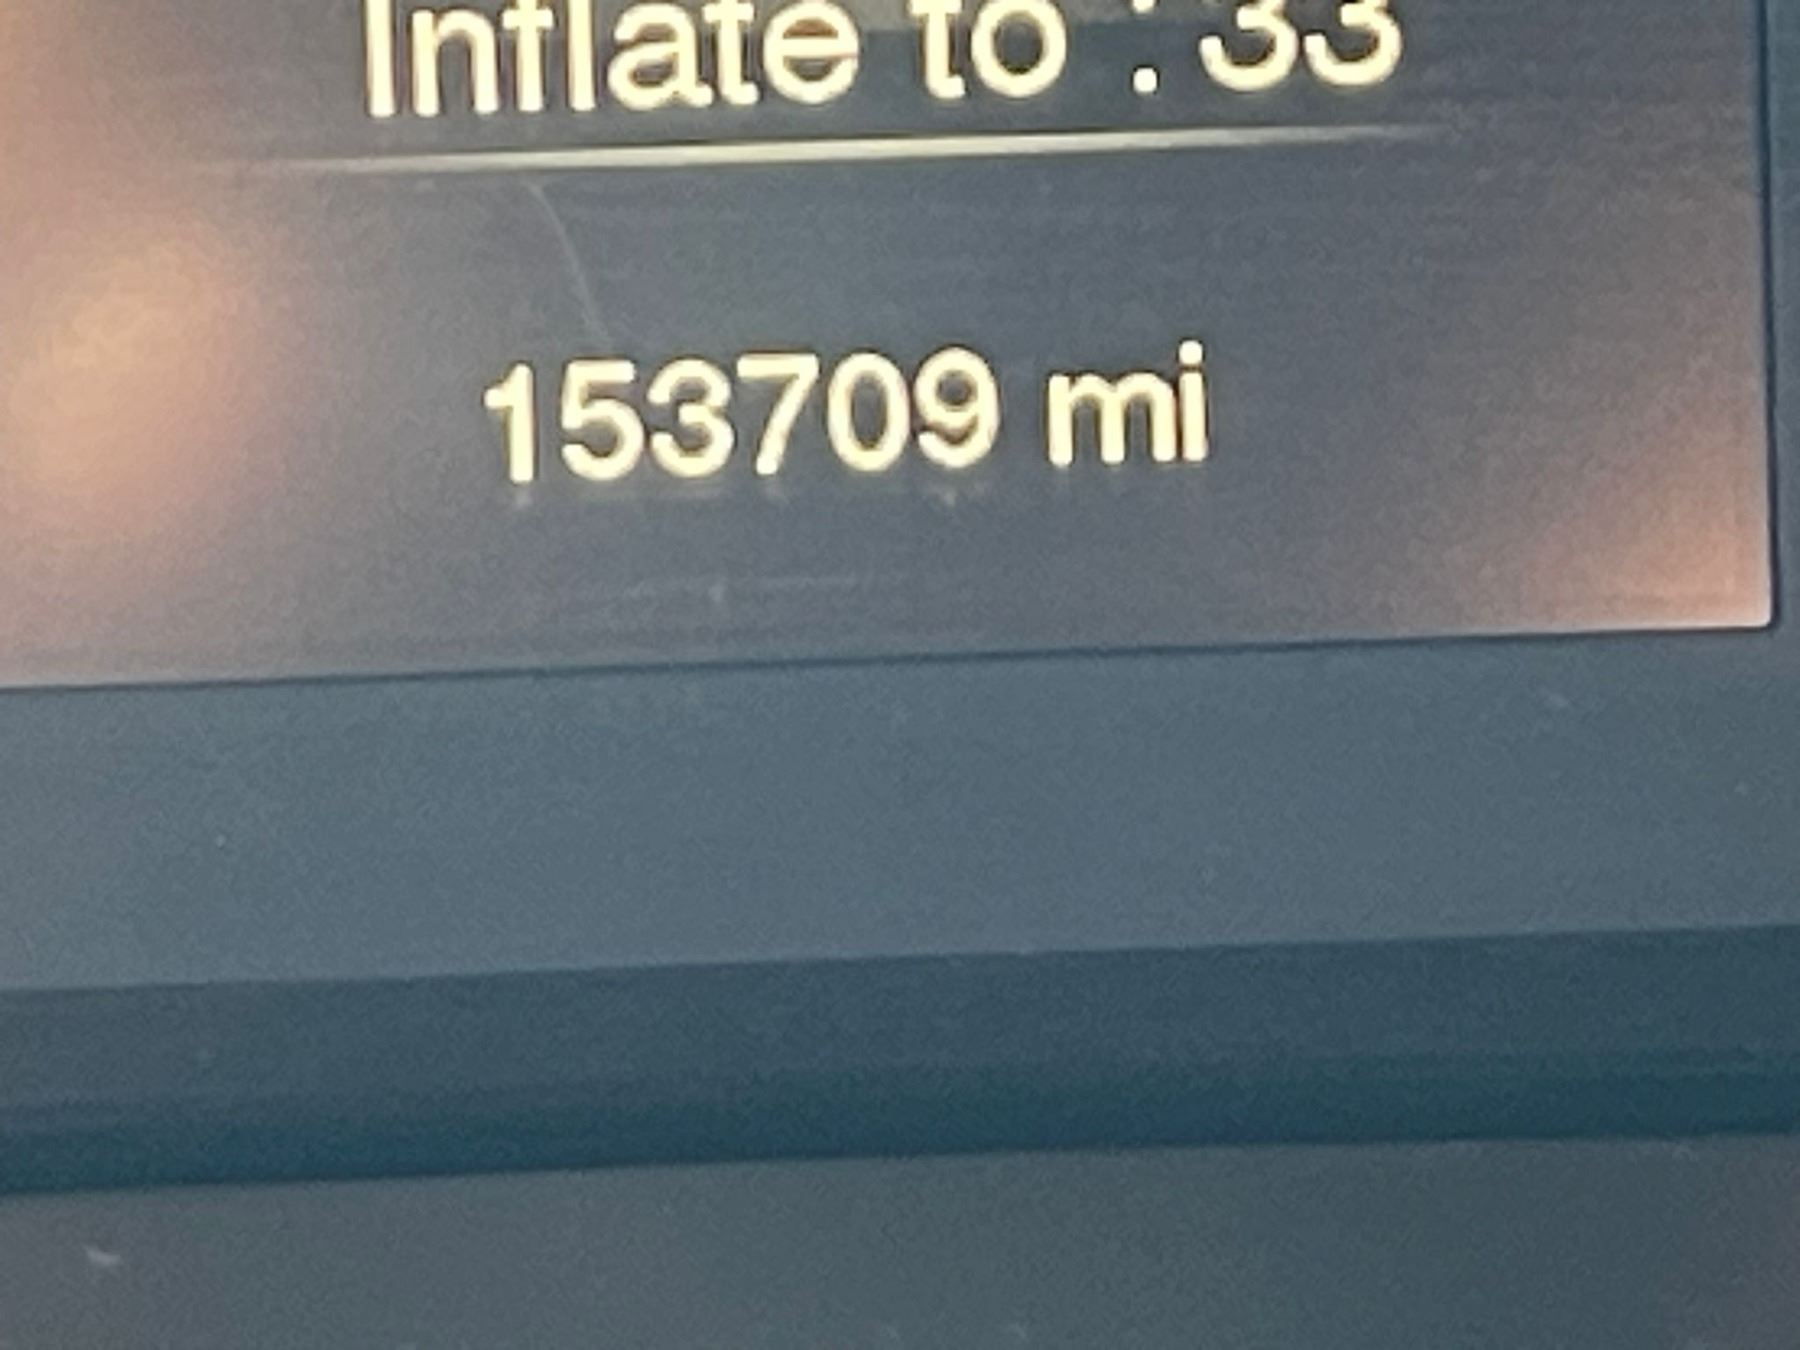 Inflate to : 33
153709 mi